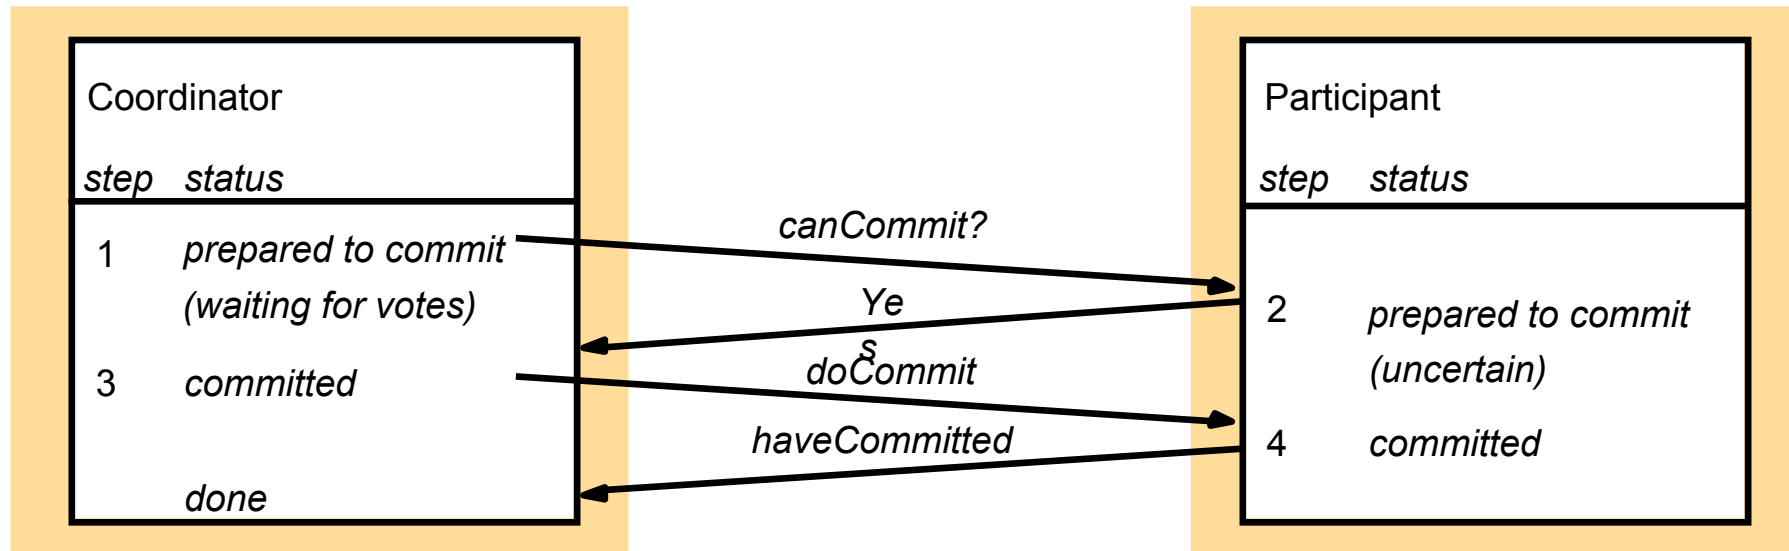 Coordinator
step status
1 prepared to commit
(waiting for votes)
3 committed
done
canCommit?
Ye
s
doCommit
haveCommitted
Participant
step status
2 prepared to commit
(uncertain)
4 committed